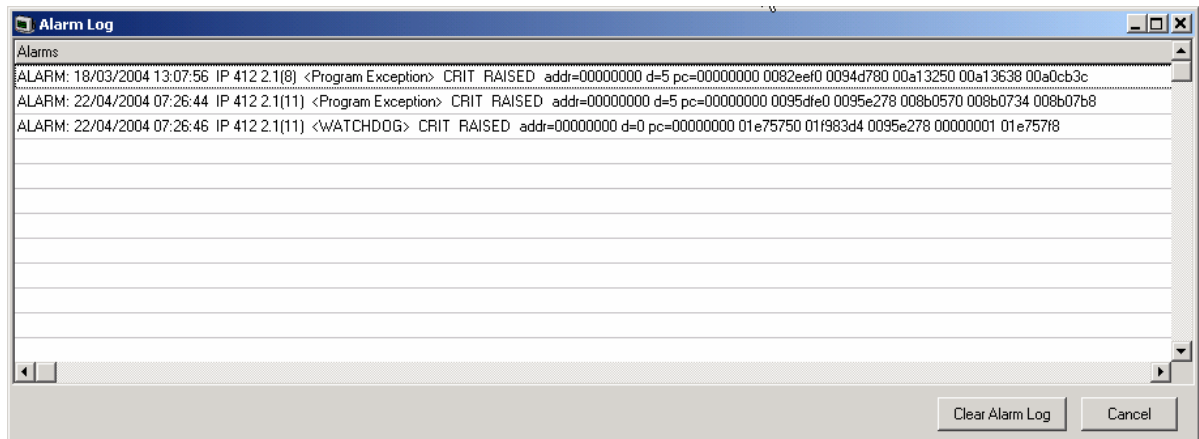 Alarm Log
Alarms
ALARM: 18/03/2004 13:07:56 IP 412 2.1(8) <Program Exception> CRIT RAISED addr=00000000 d=5 pc=00000000 0082eef0 0094d780 00a13250 00a13638 00a0cb3c
ALARM: 22/04/2004 07:26:44 IP 412 2.1(11) <Program Exception> CRIT RAISED addr=00000000 d=5 pc=00000000 0095dfe0 0095e278 008b0570 008b0734 008b07b8
ALARM: 22/04/2004 07:26:46 IP 412 2.1(11) <WATCHDOG> CRIT RAISED addr=00000000 d=0 pc=00000000 01e75750 01f983d4 0095e278 00000001 01e757f8
Clear Alarm Log Cancel